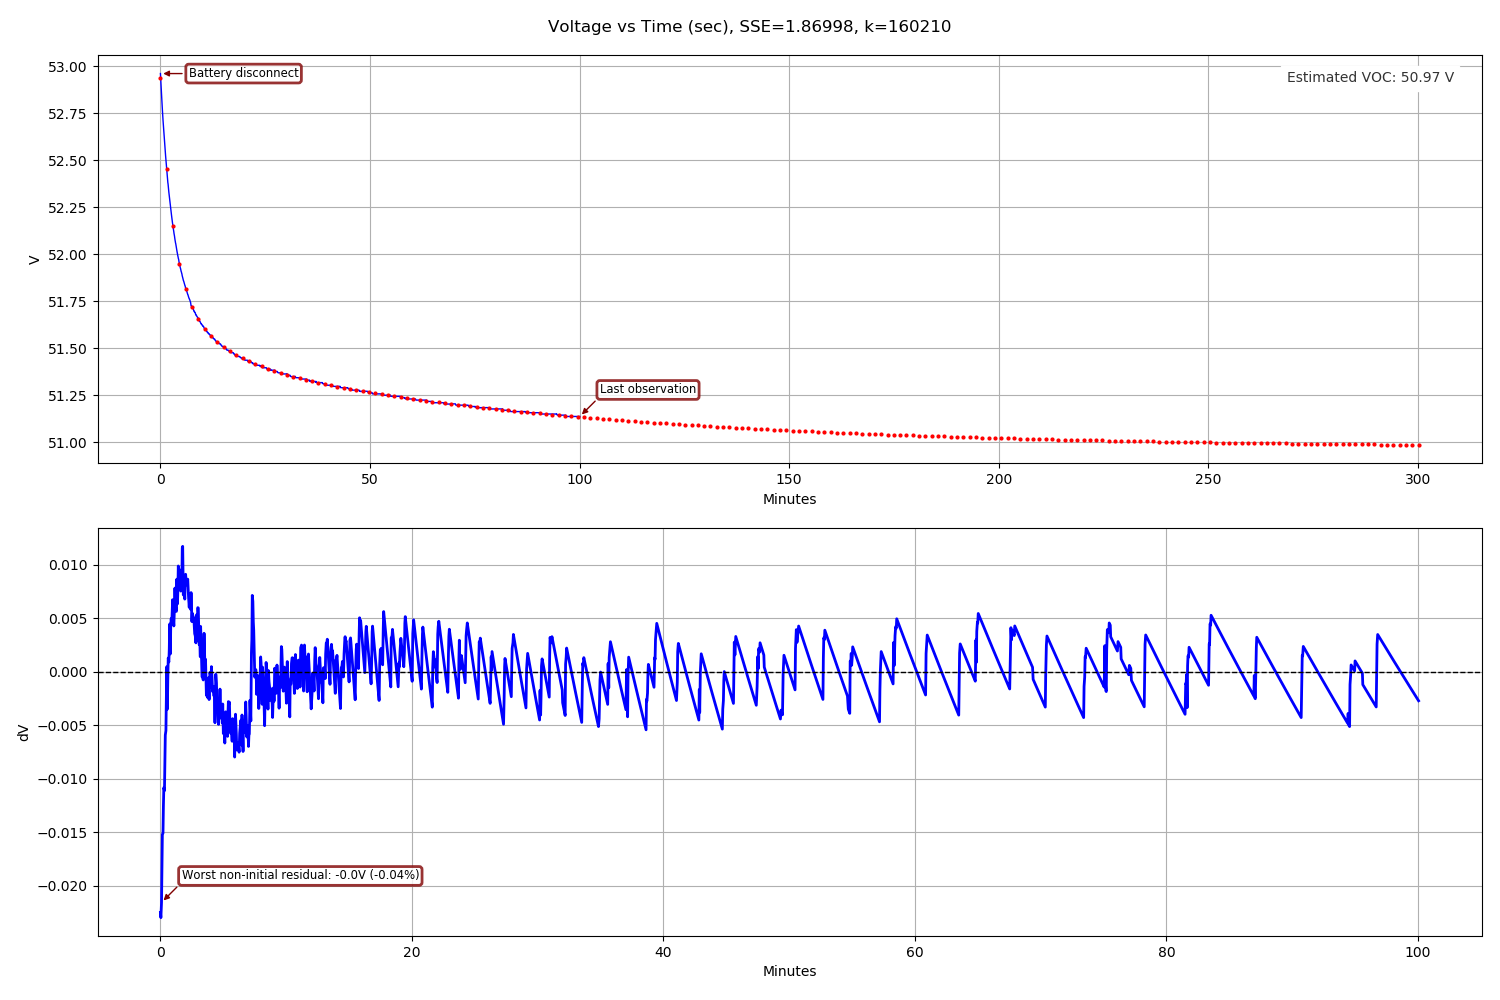 Voltage vs Time (sec), SSE=1.86998, k=160210
53.00
52.75
52.50
52.25
52.00
51.75
51.50
51.25
51.00
V
Battery disconnect
Estimated VOC: 50.97 V
Last observation
0 50 100 150 200 250 300
Minutes
0.010
0.005
0.000
−0.005
−0.010
−0.015
−0.020
dV
Worst non-initial residual: -0.0V (-0.04%)
0 20 40 60 80 100
Minutes